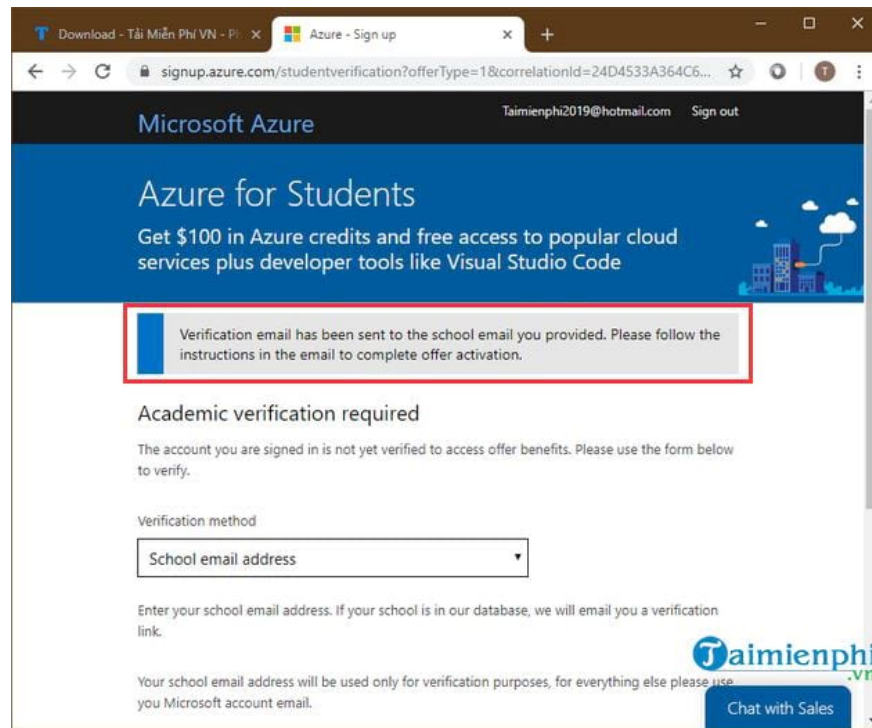 Download - Tải Miễn Phí VN - Ph
Azure - Sign up
signup.azure.com/studentverification?offerType=1&correlationId=24D4533A364C6...
T
Microsoft Azure
Taimienphi2019@hotmail.com Sign out
Azure for Students
Get $100 in Azure credits and free access to popular cloud
services plus developer tools like Visual Studio Code
Verification email has been sent to the school email you provided. Please follow the
instructions in the email to complete offer activation.
Academic verification required
The account you are signed in is not yet verified to access offer benefits. Please use the form below
to verify.
Verification method
School email address
Enter your school email address. If your school is in our database, we will email you a verification
link.
Taimienphi
.vn
Your school email address will be used only for verification purposes, for everything else please use
you Microsoft account email.
Chat with Sales